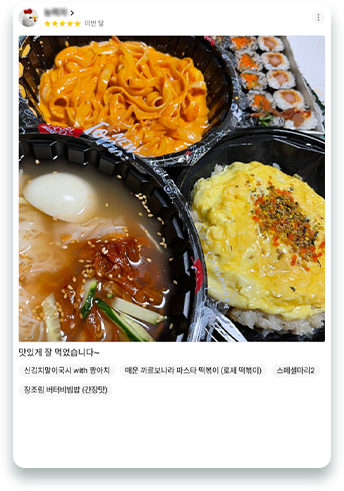 이번 달
맛있게 잘 먹었습니다~
신김치말이국시 with 짱아치
매운 까르보나라 파스타 떡볶이 (로제 떡볶이)
스페셜마리2
장조림 버터비빔밥 (간장맛)